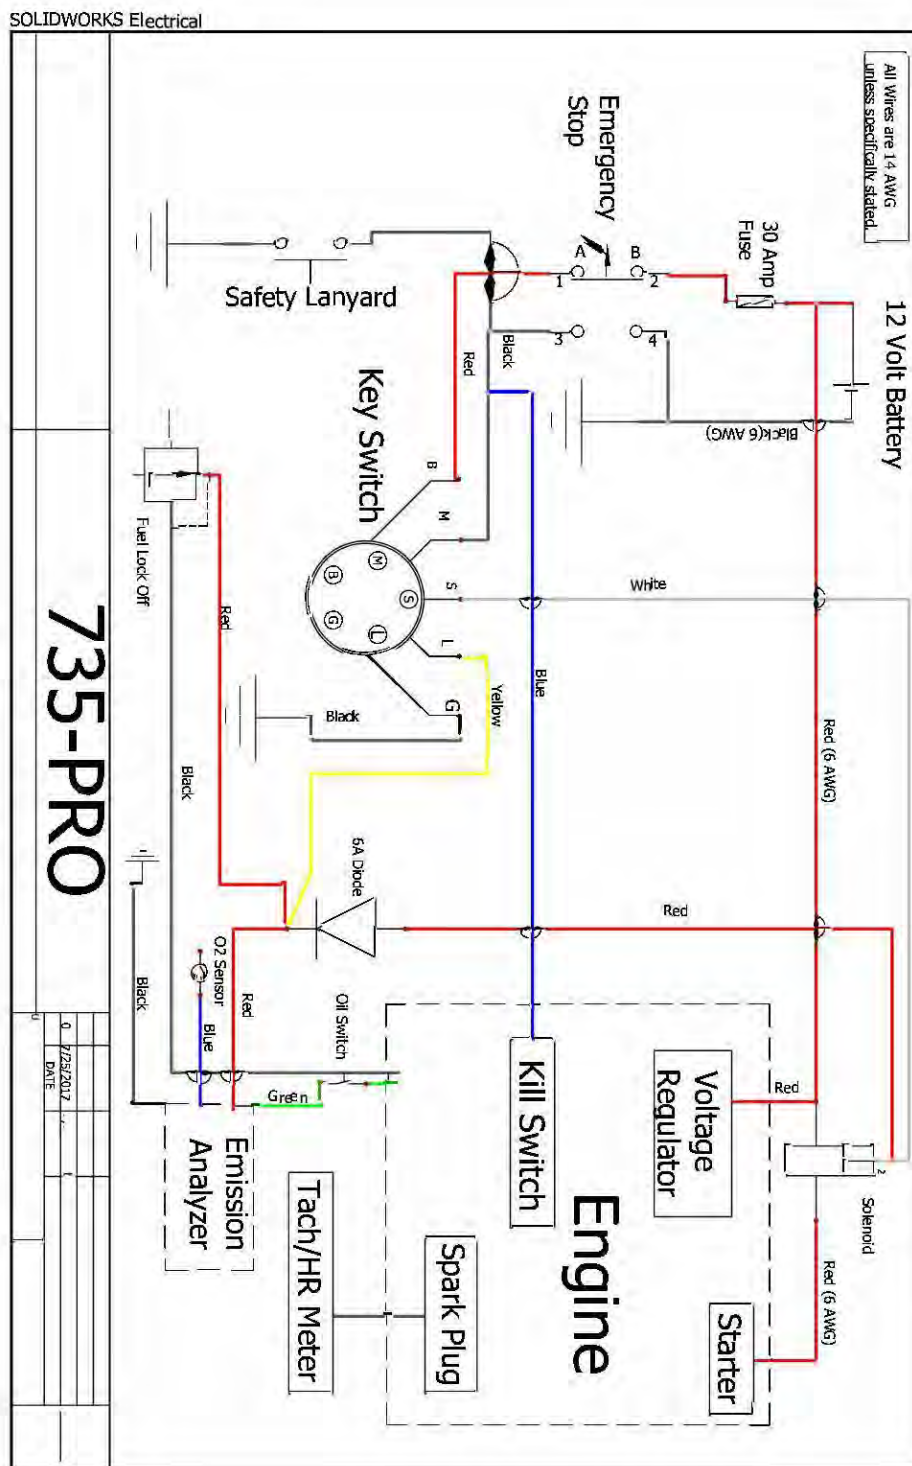 SOLIDWORKS Electrical
All Wires are 14 AWG
unless specifically stated.
12 Volt Battery
30 Amp
Fuse
Emergency
Stop
A
B
1
2
3
4
Safety Lanyard
Black
Red
Black(6 AWG)
Key Switch
B
M
S
L
G
M
S
B
G
L
White
Blue
Yellow
Black
Red (6 AWG)
Fuel Lock Off
Red
Black
6A Diode
Red
735-PRO
O2 Sensor
Black
Blue
Red
Oil Switch
Green
Emission
Analyzer
Tach/HR Meter
Spark Plug
Kill Switch
Engine
Voltage
Regulator
Red
2
Solenoid
Red (6 AWG)
Starter
0
7/25/2017
DATE